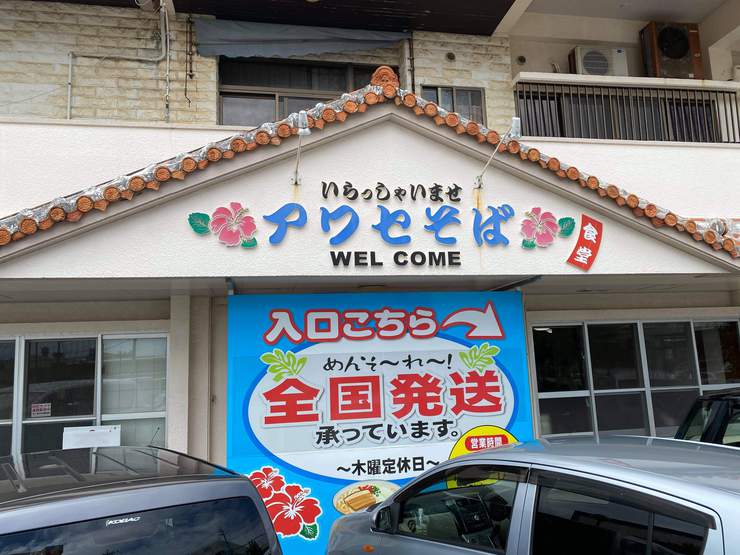 いらっしゃいませ
アワセそば
食堂
WEL COME
入口こちら
めんそ〜れ〜!
全国発送
承っています。
〜木曜定休日〜
営業時間